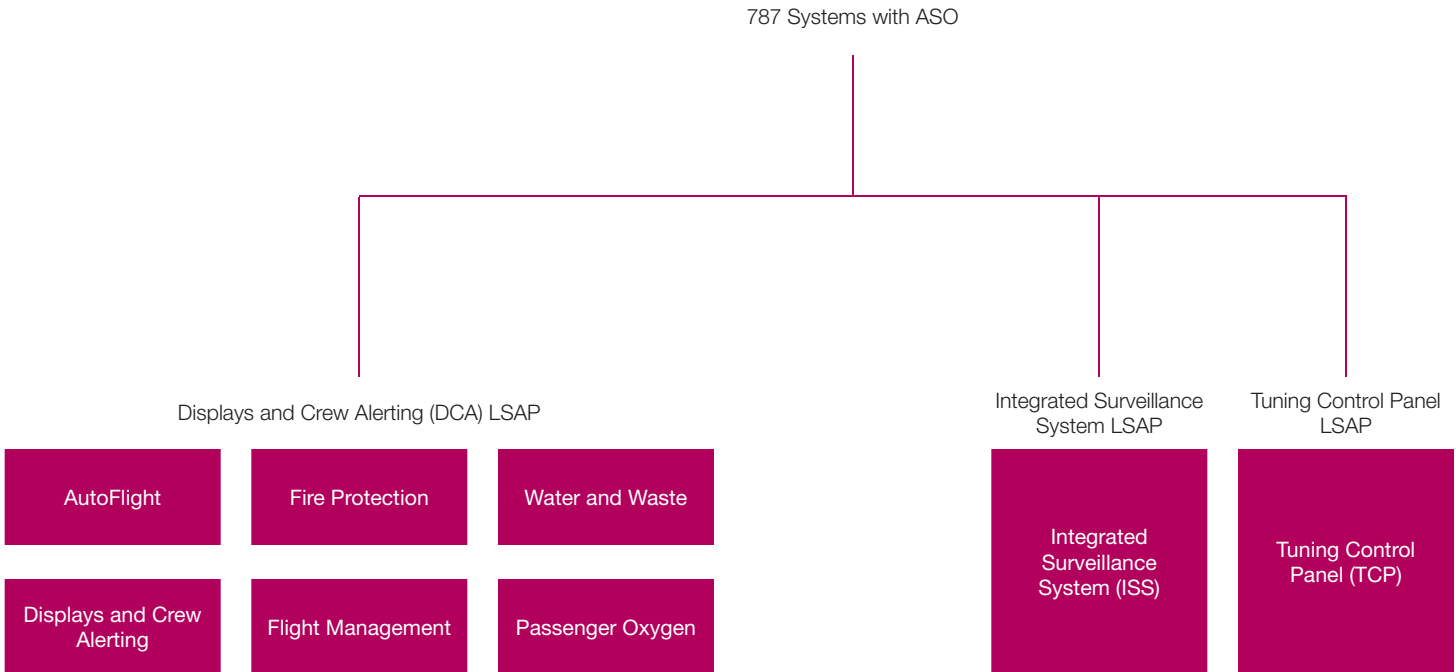 787 Systems with ASO
Displays and Crew Alerting (DCA) LSAP
Integrated Surveillance
System LSAP
Tuning Control Panel
LSAP
AutoFlight
Fire Protection
Water and Waste
Displays and Crew
Alerting
Flight Management
Passenger Oxygen
Integrated
Surveillance
System (ISS)
Tuning Control
Panel (TCP)